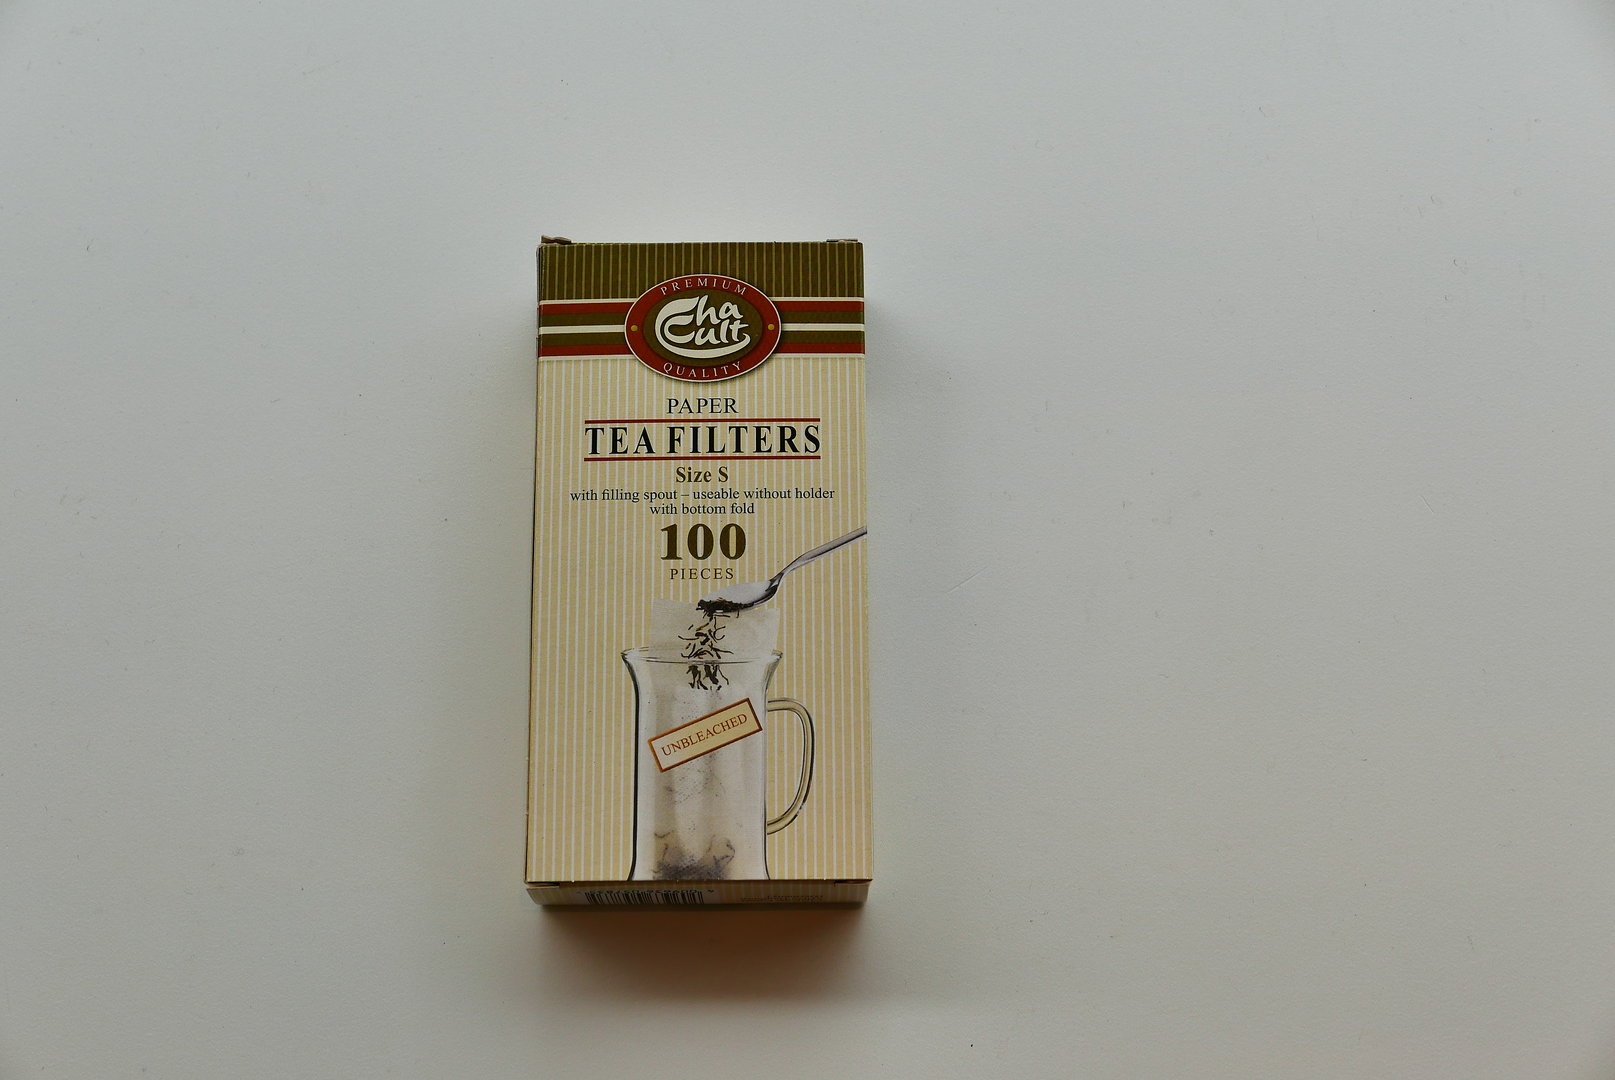 PREMIUM
Cha
Cult
QUALITY
PAPER
TEA FILTERS
Size S
with filling spout – useable without holder
with bottom fold
100
PIECES
UNBLEACHED